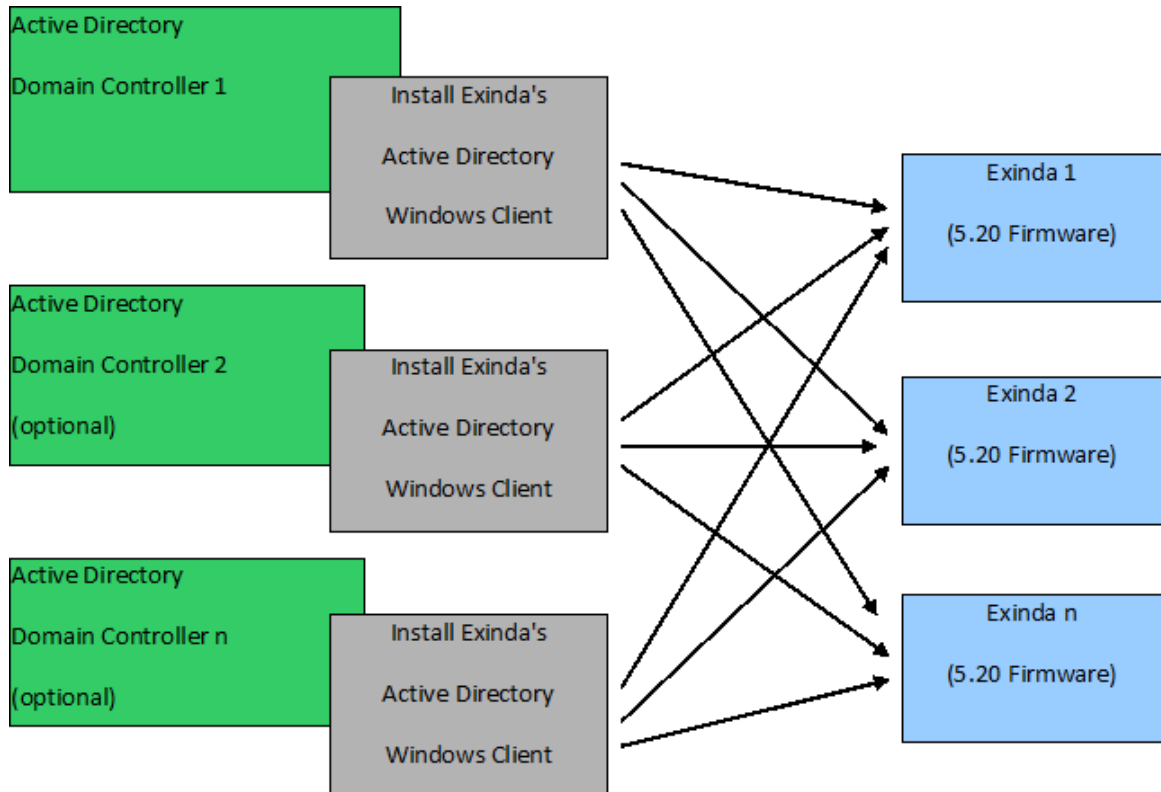 Active Directory
Domain Controller 1
Install Exinda's
Active Directory
Windows Client
Exinda 1
(5.20 Firmware)
Active Directory
Domain Controller 2
(optional)
Install Exinda's
Active Directory
Windows Client
Exinda 2
(5.20 Firmware)
Active Directory
Domain Controller n
(optional)
Install Exinda's
Active Directory
Windows Client
Exinda n
(5.20 Firmware)